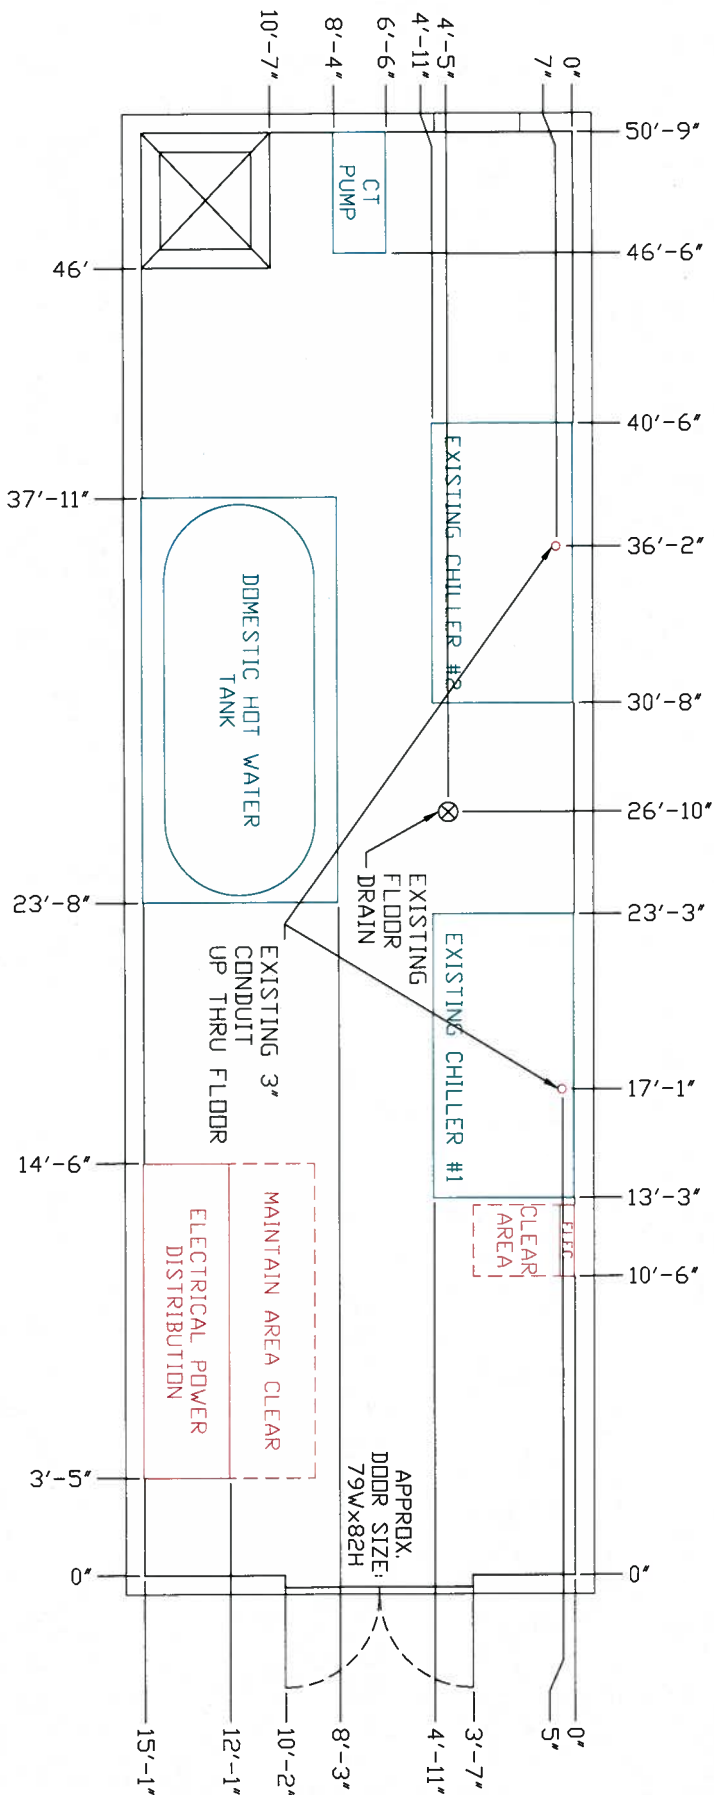 10'-7"
8'-4"
6'-6"
4'-11"
4'-5"
7"
0"
50'-9"
46'-6"
40'-6"
36'-2"
30'-8"
26'-10"
23'-3"
17'-1"
13'-3"
10'-6"
0"
46'
37'-11"
23'-8"
14'-6"
3'-5"
0"
CT
PUMP
EXISTING CHILLER #2
DOMESTIC HOT WATER
TANK
EXISTING
FLOOR
DRAIN
EXISTING 3"
CONDUIT
UP THRU FLOOR
EXISTING CHILLER #1
ELEC
CLEAR
AREA
MAINTAIN AREA CLEAR
ELECTRICAL POWER
DISTRIBUTION
APPROX.
DOOR SIZE:
79Wx82H
15'-1"
12'-1"
10'-2"
8'-3"
4'-11"
3'-7"
5"
0"